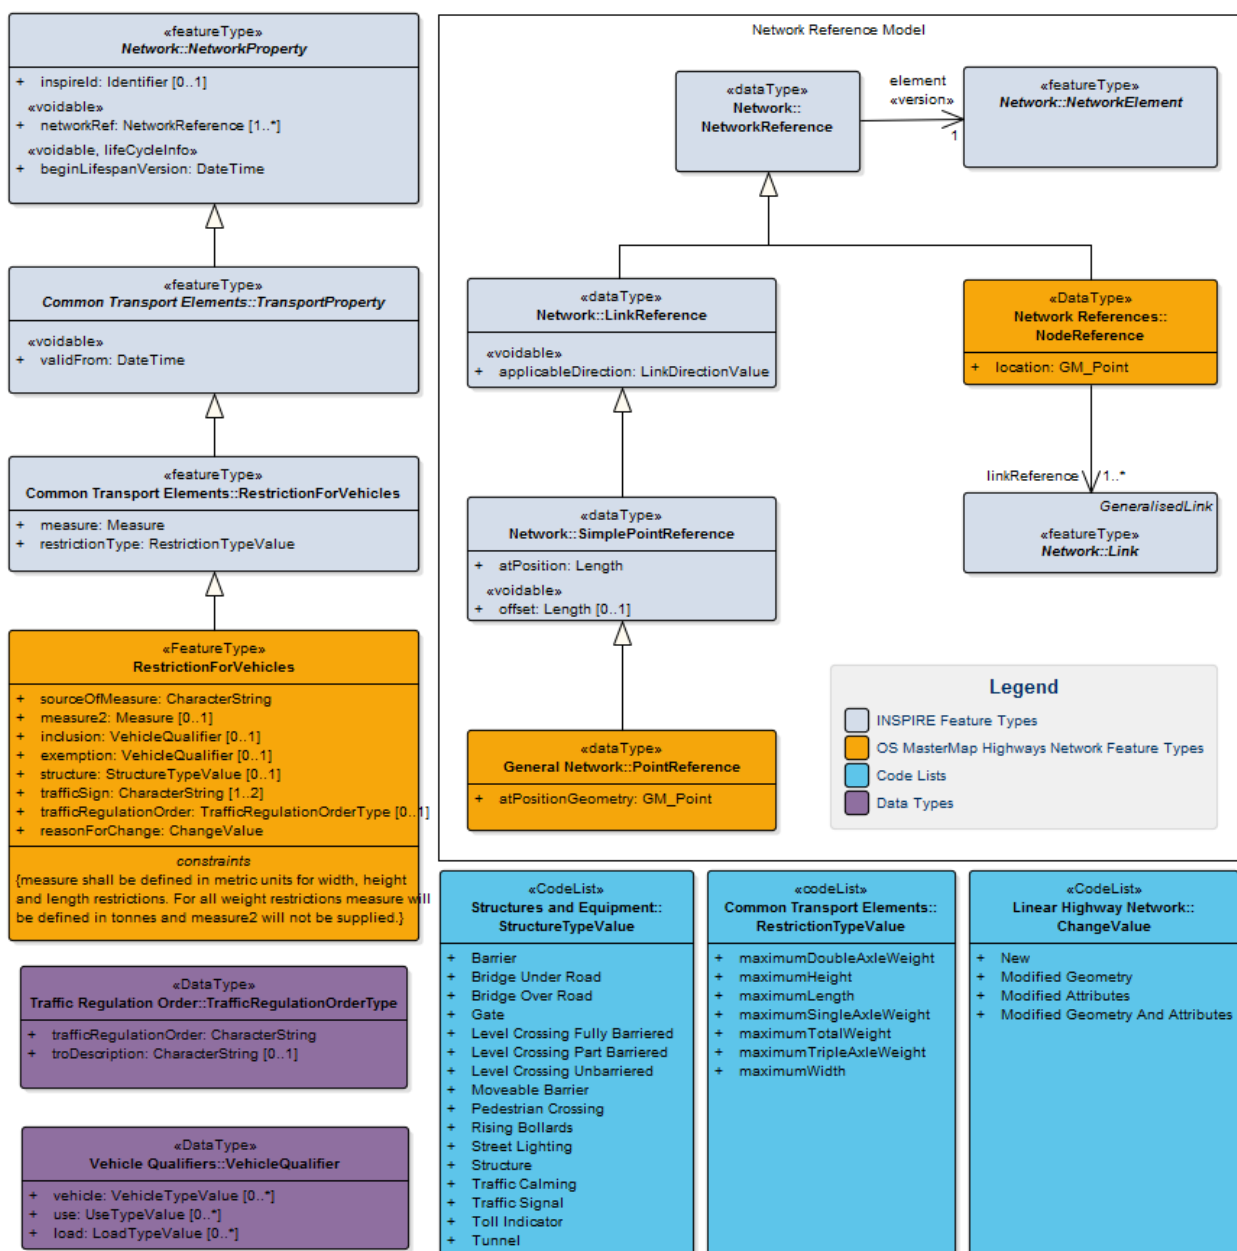 «featureType»
Network::NetworkProperty
+ inspireId: Identifier [0..1]
«voidable»
+ networkRef: NetworkReference [1..*]
«voidable, lifeCycleInfo»
+ beginLifespanVersion: DateTime
«featureType»
Common Transport Elements::TransportProperty
«voidable»
+ validFrom: DateTime
«featureType»
Common Transport Elements::RestrictionForVehicles
+ measure: Measure
+ restrictionType: RestrictionTypeValue
«FeatureType»
RestrictionForVehicles
+ sourceOfMeasure: CharacterString
+ measure2: Measure [0..1]
+ inclusion: VehicleQualifier [0..1]
+ exemption: VehicleQualifier [0..1]
+ structure: StructureTypeValue [0..1]
+ trafficSign: CharacterString [1..2]
+ trafficRegulationOrder: TrafficRegulationOrderType [0..1]
+ reasonForChange: ChangeValue
constraints
{measure shall be defined in metric units for width, height
and length restrictions. For all weight restrictions measure will
be defined in tonnes and measure2 will not be supplied.}
«DataType»
Traffic Regulation Order::TrafficRegulationOrderType
+ trafficRegulationOrder: CharacterString
+ troDescription: CharacterString [0..1]
«DataType»
Vehicle Qualifiers::VehicleQualifier
+ vehicle: VehicleTypeValue [0..*]
+ use: UseTypeValue [0..*]
+ load: LoadTypeValue [0..*]
Network Reference Model
«dataType»
Network::
NetworkReference
element
«version»
1
«featureType»
Network::NetworkElement
«dataType»
Network::LinkReference
«voidable»
+ applicableDirection: LinkDirectionValue
«DataType»
Network References::
NodeReference
+ location: GM_Point
linkReference
1..*
GeneralisedLink
«featureType»
Network::Link
«dataType»
Network::SimplePointReference
+ atPosition: Length
«voidable»
+ offset: Length [0..1]
«dataType»
General Network::PointReference
+ atPositionGeometry: GM_Point
Legend
INSPIRE Feature Types
OS MasterMap Highways Network Feature Types
Code Lists
Data Types
«CodeList»
Structures and Equipment::
StructureTypeValue
+ Barrier
+ Bridge Under Road
+ Bridge Over Road
+ Gate
+ Level Crossing Fully Barriered
+ Level Crossing Part Barriered
+ Level Crossing Unbarriered
+ Moveable Barrier
+ Pedestrian Crossing
+ Rising Bollards
+ Street Lighting
+ Structure
+ Traffic Calming
+ Traffic Signal
+ Toll Indicator
+ Tunnel
«codeList»
Common Transport Elements::
RestrictionTypeValue
+ maximumDoubleAxleWeight
+ maximumHeight
+ maximumLength
+ maximumSingleAxleWeight
+ maximumTotalWeight
+ maximumTripleAxleWeight
+ maximumWidth
«CodeList»
Linear Highway Network::
ChangeValue
+ New
+ Modified Geometry
+ Modified Attributes
+ Modified Geometry And Attributes